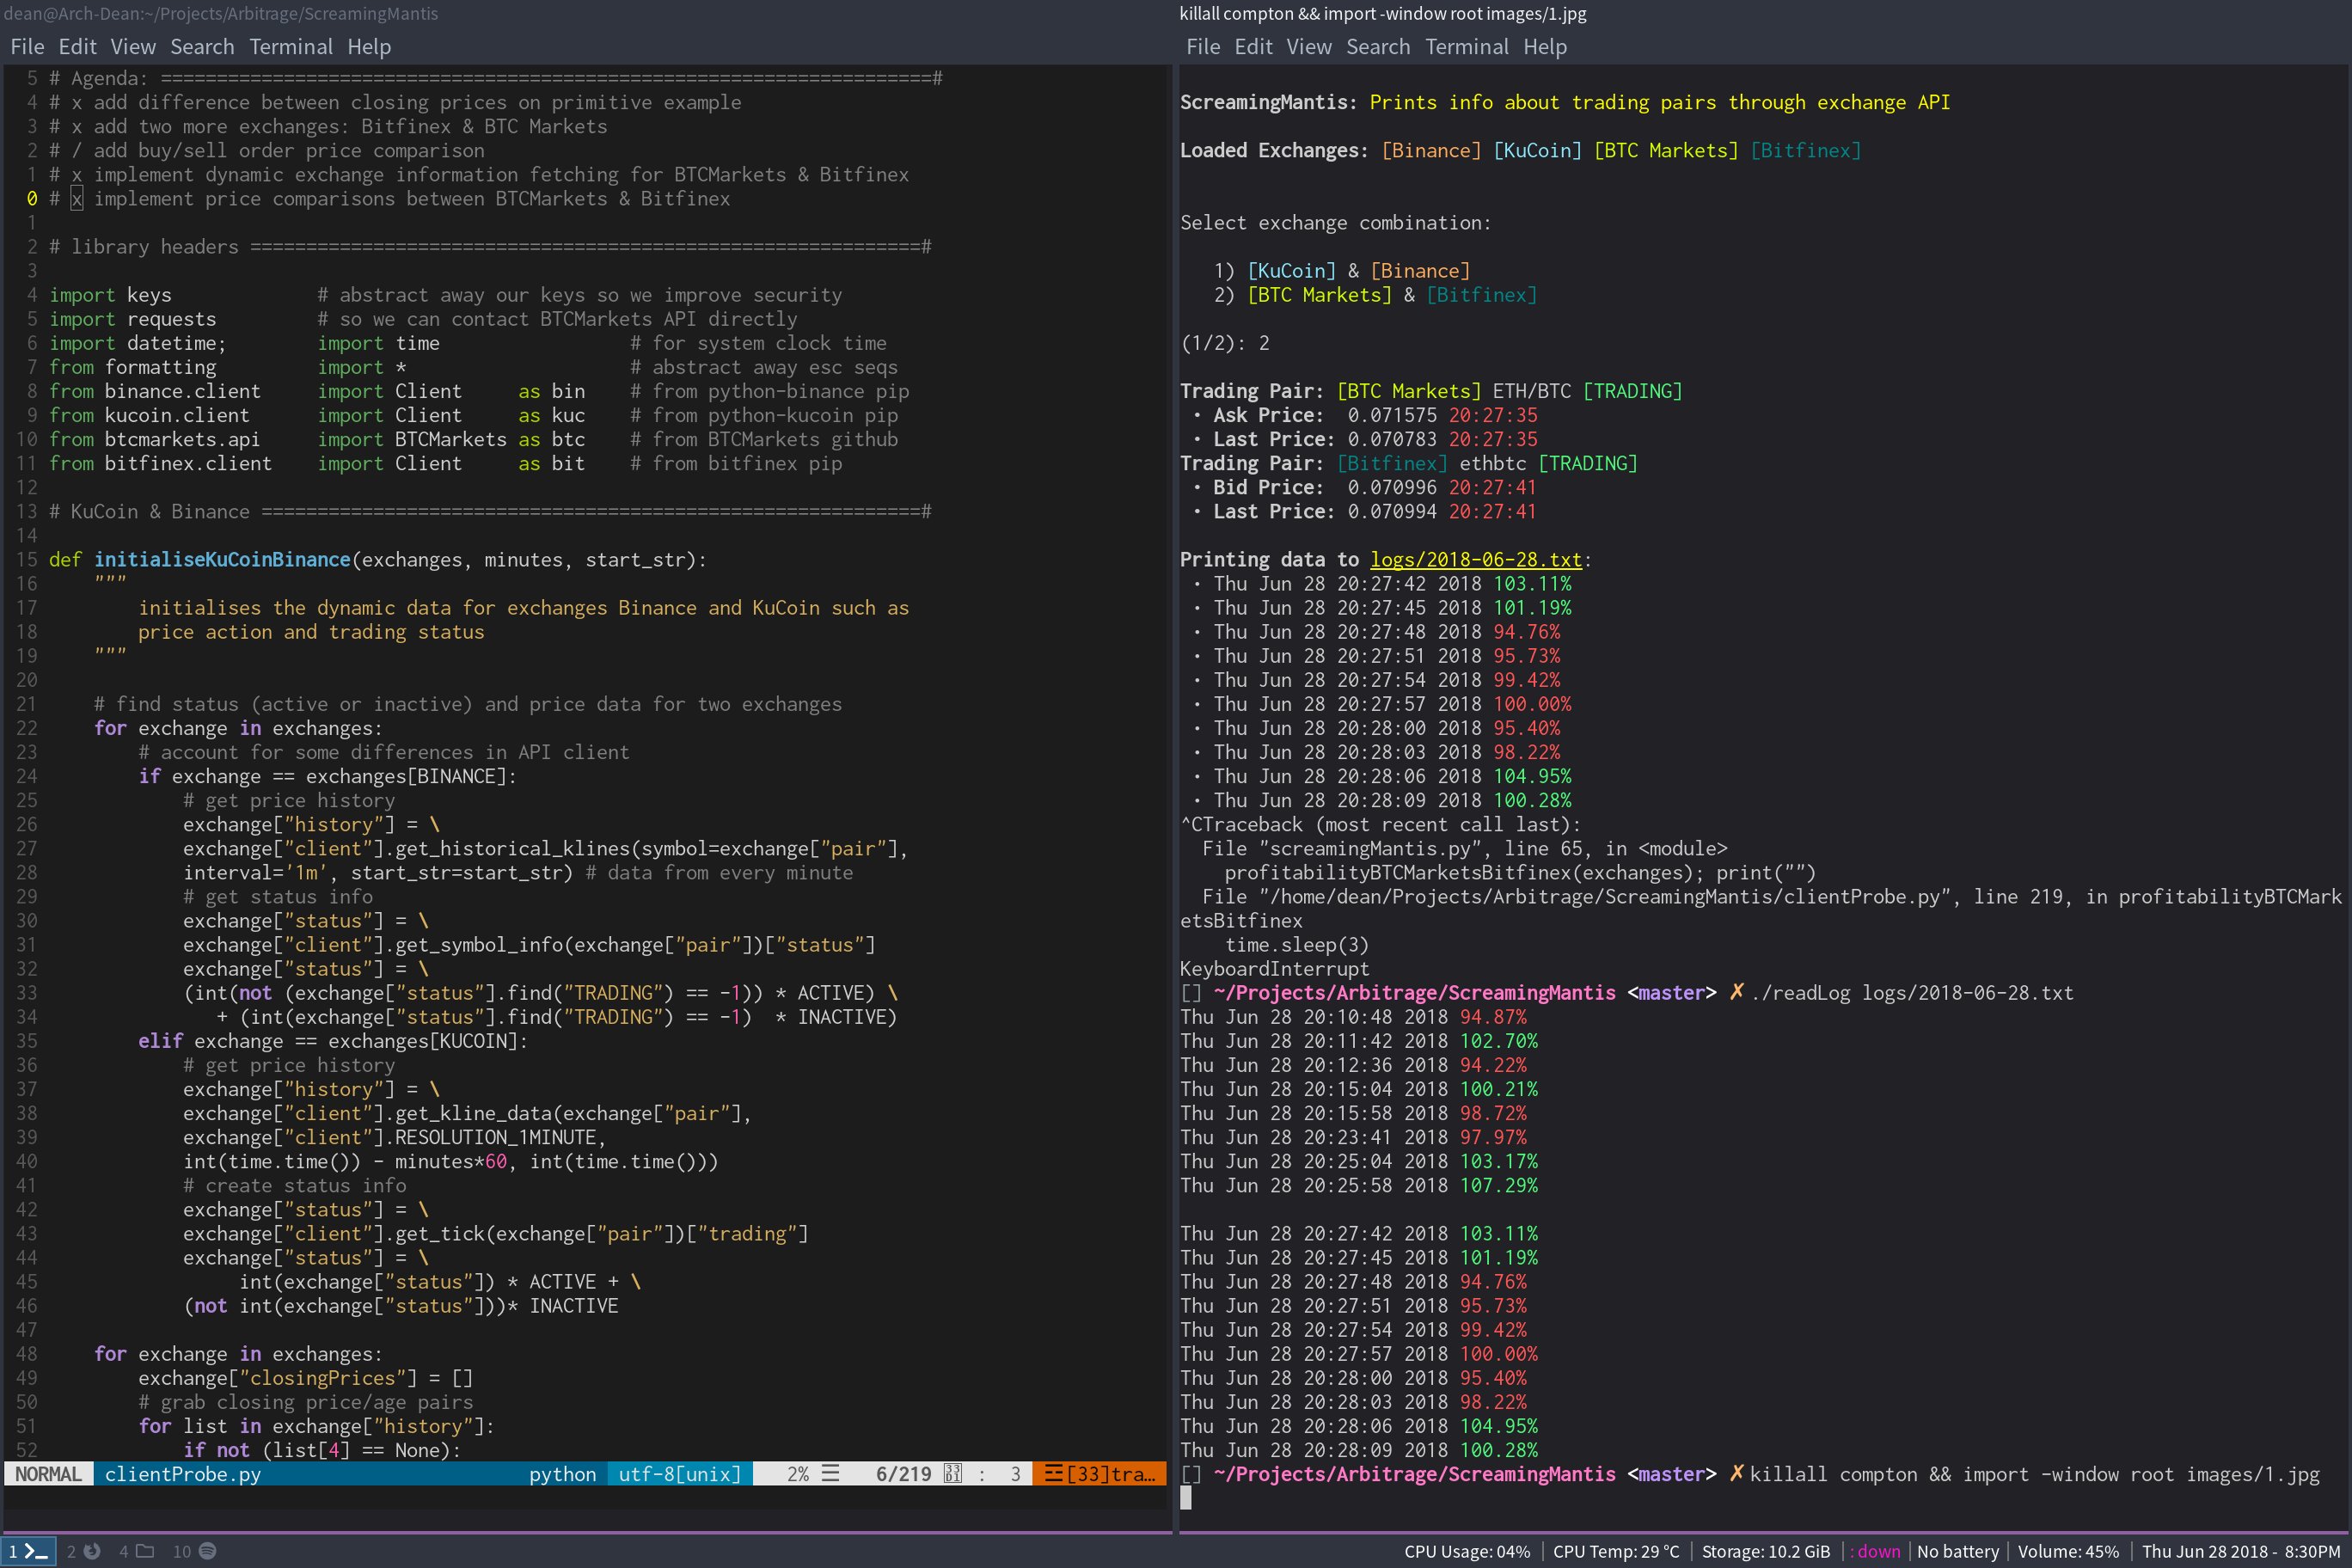 dean@Arch-Dean:~/Projects/Arbitrage/ScreamingMantis
File Edit View Search Terminal Help
5 # Agenda: =====================================================================#
4 # x add difference between closing prices on primitive example
3 # x add two more exchanges: Bitfinex & BTC Markets
2 # / add buy/sell order price comparison
1 # x implement dynamic exchange information fetching for BTCMarkets & Bitfinex
0 # x implement price comparisons between BTCMarkets & Bitfinex
1
2 # library headers ============================================================#
3
4 import keys             # abstract away our keys so we improve security
5 import requests         # so we can contact BTCMarkets API directly
6 import datetime;        import time                 # for system clock time
7 from formatting         import *                    # abstract away esc seqs
8 from binance.client     import Client     as bin    # from python-binance pip
9 from kucoin.client      import Client     as kuc    # from python-kucoin pip
10 from btcmarkets.api     import BTCMarkets as btc    # from BTCMarkets github
11 from bitfinex.client    import Client     as bit    # from bitfinex pip
12
13 # KuCoin & Binance ===========================================================#
14
15 def initialiseKuCoinBinance(exchanges, minutes, start_str):
16     """
17         initialises the dynamic data for exchanges Binance and KuCoin such as
18         price action and trading status
19     """
20
21     # find status (active or inactive) and price data for two exchanges
22     for exchange in exchanges:
23         # account for some differences in API client
24         if exchange == exchanges[BINANCE]:
25             # get price history
26             exchange["history"] = \
27             exchange["client"].get_historical_klines(symbol=exchange["pair"],
28             interval='1m', start_str=start_str) # data from every minute
29             # get status info
30             exchange["status"] = \
31             exchange["client"].get_symbol_info(exchange["pair"])["status"]
32             exchange["status"] = \
33             (int(not (exchange["status"].find("TRADING") == -1)) * ACTIVE) \
34                + (int(exchange["status"].find("TRADING") == -1)  * INACTIVE)
35         elif exchange == exchanges[KUCOIN]:
36             # get price history
37             exchange["history"] = \
38             exchange["client"].get_kline_data(exchange["pair"],
39             exchange["client"].RESOLUTION_1MINUTE,
40             int(time.time()) - minutes*60, int(time.time()))
41             # create status info
42             exchange["status"] = \
43             exchange["client"].get_tick(exchange["pair"])["trading"]
44             exchange["status"] = \
45                  int(exchange["status"]) * ACTIVE + \
46             (not int(exchange["status"]))* INACTIVE
47
48     for exchange in exchanges:
49         exchange["closingPrices"] = []
50         # grab closing price/age pairs
51         for list in exchange["history"]:
52             if not (list[4] == None):
NORMAL clientProbe.py python utf-8[unix] 2% ☰ 6/219 : 3 ☲[33]tra…
killall compton && import -window root images/1.jpg
File Edit View Search Terminal Help
ScreamingMantis: Prints info about trading pairs through exchange API
Loaded Exchanges: [Binance] [KuCoin] [BTC Markets] [Bitfinex]
Select exchange combination:
1) [KuCoin] & [Binance]
2) [BTC Markets] & [Bitfinex]
(1/2): 2
Trading Pair: [BTC Markets] ETH/BTC [TRADING]
• Ask Price:  0.071575 20:27:35
• Last Price: 0.070783 20:27:35
Trading Pair: [Bitfinex] ethbtc [TRADING]
• Bid Price:  0.070996 20:27:41
• Last Price: 0.070994 20:27:41
Printing data to logs/2018-06-28.txt:
• Thu Jun 28 20:27:42 2018 103.11%
• Thu Jun 28 20:27:45 2018 101.19%
• Thu Jun 28 20:27:48 2018 94.76%
• Thu Jun 28 20:27:51 2018 95.73%
• Thu Jun 28 20:27:54 2018 99.42%
• Thu Jun 28 20:27:57 2018 100.00%
• Thu Jun 28 20:28:00 2018 95.40%
• Thu Jun 28 20:28:03 2018 98.22%
• Thu Jun 28 20:28:06 2018 104.95%
• Thu Jun 28 20:28:09 2018 100.28%
^CTraceback (most recent call last):
  File "screamingMantis.py", line 65, in <module>
    profitabilityBTCMarketsBitfinex(exchanges); print("")
  File "/home/dean/Projects/Arbitrage/ScreamingMantis/clientProbe.py", line 219, in profitabilityBTCMark
etsBitfinex
    time.sleep(3)
KeyboardInterrupt
[] ~/Projects/Arbitrage/ScreamingMantis <master> ✗ ./readLog logs/2018-06-28.txt
Thu Jun 28 20:10:48 2018 94.87%
Thu Jun 28 20:11:42 2018 102.70%
Thu Jun 28 20:12:36 2018 94.22%
Thu Jun 28 20:15:04 2018 100.21%
Thu Jun 28 20:15:58 2018 98.72%
Thu Jun 28 20:23:41 2018 97.97%
Thu Jun 28 20:25:04 2018 103.17%
Thu Jun 28 20:25:58 2018 107.29%
Thu Jun 28 20:27:42 2018 103.11%
Thu Jun 28 20:27:45 2018 101.19%
Thu Jun 28 20:27:48 2018 94.76%
Thu Jun 28 20:27:51 2018 95.73%
Thu Jun 28 20:27:54 2018 99.42%
Thu Jun 28 20:27:57 2018 100.00%
Thu Jun 28 20:28:00 2018 95.40%
Thu Jun 28 20:28:03 2018 98.22%
Thu Jun 28 20:28:06 2018 104.95%
Thu Jun 28 20:28:09 2018 100.28%
[] ~/Projects/Arbitrage/ScreamingMantis <master> ✗ killall compton && import -window root images/1.jpg
1 2 4 10 CPU Usage: 04% | CPU Temp: 29 °C | Storage: 10.2 GiB | : down | No battery | Volume: 45% | Thu Jun 28 2018 - 8:30PM